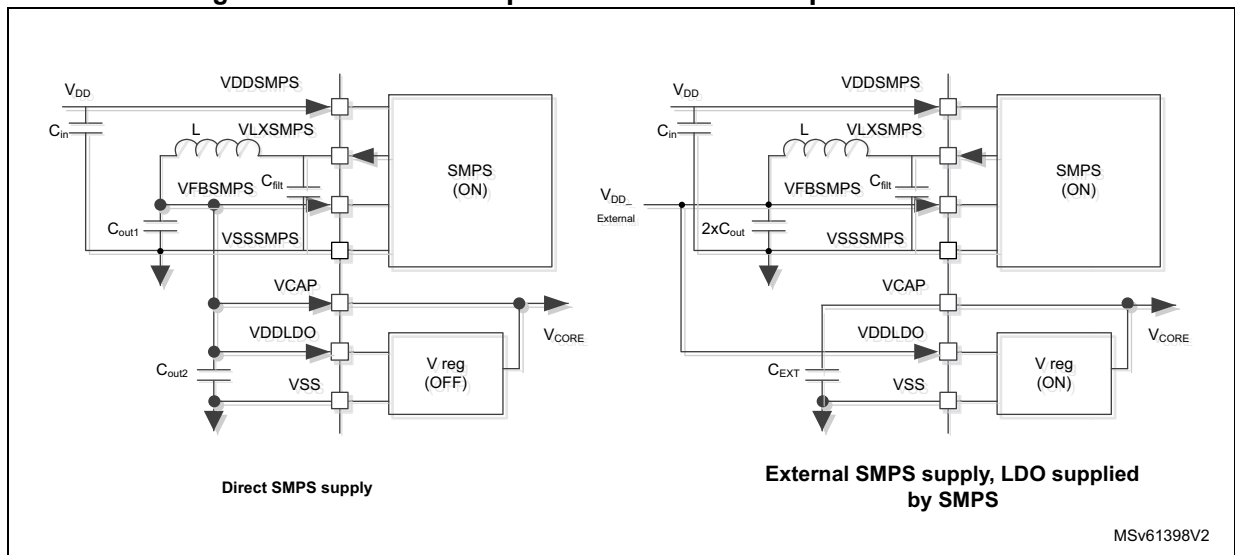 VDD
VDDSMPS
Cin
L
VLXSMPS
Cfilt
VFBSMPS
Cout1
VSSSMPS
SMPS
(ON)
VCAP
VDDLDO
VCORE
Cout2
VSS
V reg
(OFF)
Direct SMPS supply
VDD
VDDSMPS
Cin
L
VLXSMPS
Cfilt
VDD_
External
VFBSMPS
2xCout
VSSSMPS
SMPS
(ON)
VCAP
VDDLDO
VCORE
CEXT
VSS
V reg
(ON)
External SMPS supply, LDO supplied
by SMPS
MSv61398V2